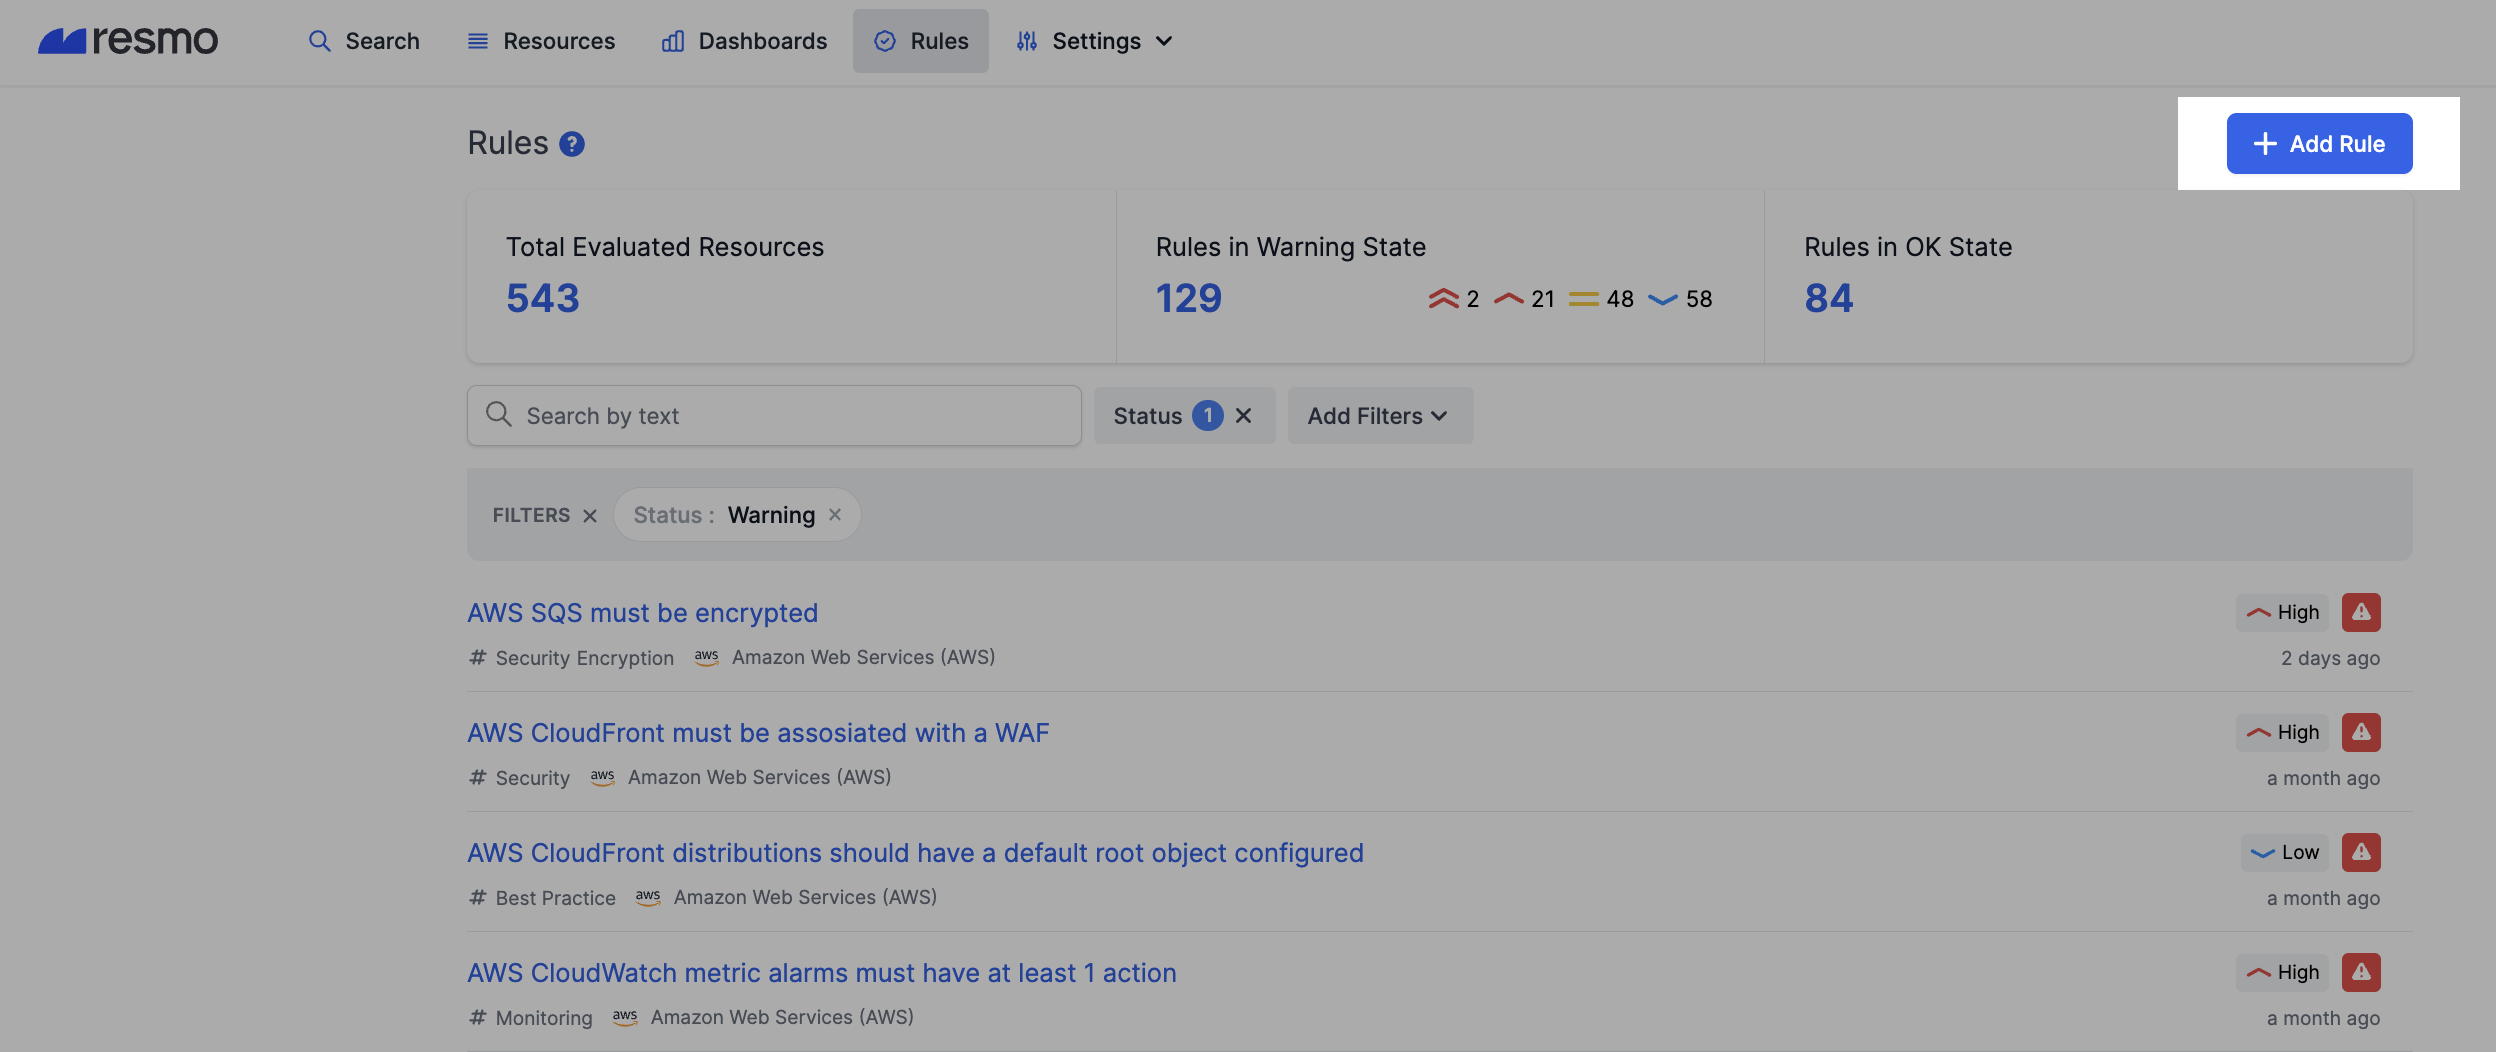 resmo Search Resources Dashboards Rules Settings
Rules ? + Add Rule
Total Evaluated Resources Rules in Warning State Rules in OK State
543 129 2 21 48 58 84
Search by text Status 1 Add Filters
FILTERS Status : Warning
AWS SQS must be encrypted High
# Security Encryption aws Amazon Web Services (AWS) 2 days ago
AWS CloudFront must be assosiated with a WAF High
# Security aws Amazon Web Services (AWS) a month ago
AWS CloudFront distributions should have a default root object configured Low
# Best Practice aws Amazon Web Services (AWS) a month ago
AWS CloudWatch metric alarms must have at least 1 action High
# Monitoring aws Amazon Web Services (AWS) a month ago